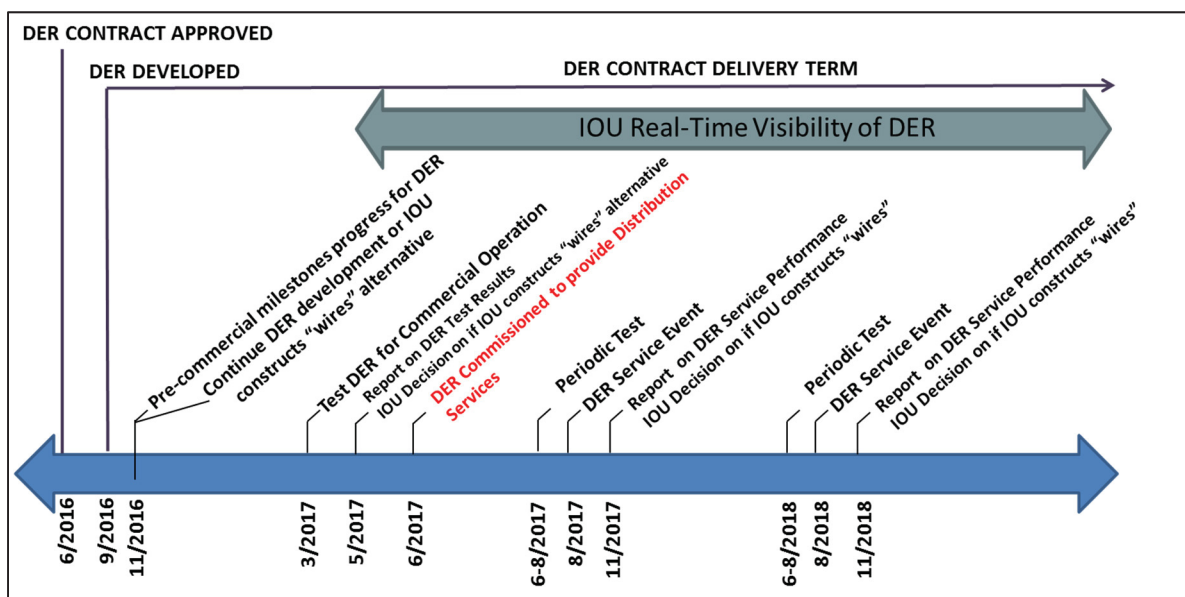 DER CONTRACT APPROVED
DER DEVELOPED
DER CONTRACT DELIVERY TERM
IOU Real-Time Visibility of DER
Pre-commercial milestones progress for DER
Continue DER development or IOU
constructs “wires” alternative
Test DER for Commercial Operation
Report on DER Test Results
IOU Decision on if IOU constructs “wires” alternative
DER Commissioned to provide Distribution
Services
Periodic Test
DER Service Event
Report on DER Service Performance
IOU Decision on if IOU constructs “wires”
Periodic Test
DER Service Event
Report on DER Service Performance
IOU Decision on if IOU constructs “wires”
6/2016
9/2016
11/2016
3/2017
5/2017
6/2017
6-8/2017
8/2017
11/2017
6-8/2018
8/2018
11/2018